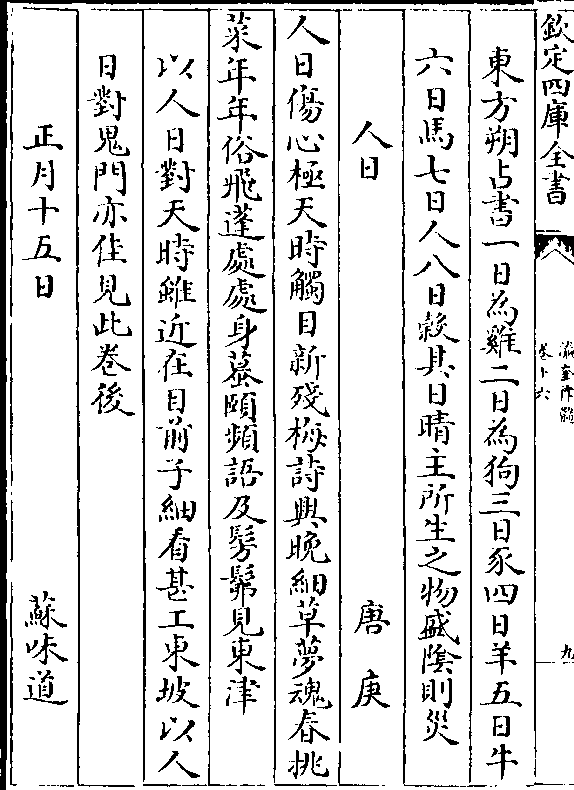 欽定四庫全書
瀛奎律髓
卷十六
九
東方朔占書一日為雞二日為狗三日豕四日羊五日牛
六日馬七日人八日榖其日晴主所生之物盛陰則災
人日
唐庚
人日傷心極天時觸目新殘梅詩興晚細草夢魂春挑
菜年年俗飛蓬處處身蟇頤頻語及髣髴見東津
以人日對天時雖近在目前子細看甚工東坡以人
日對鬼門亦佳見此卷後
正月十五日
蘇味道